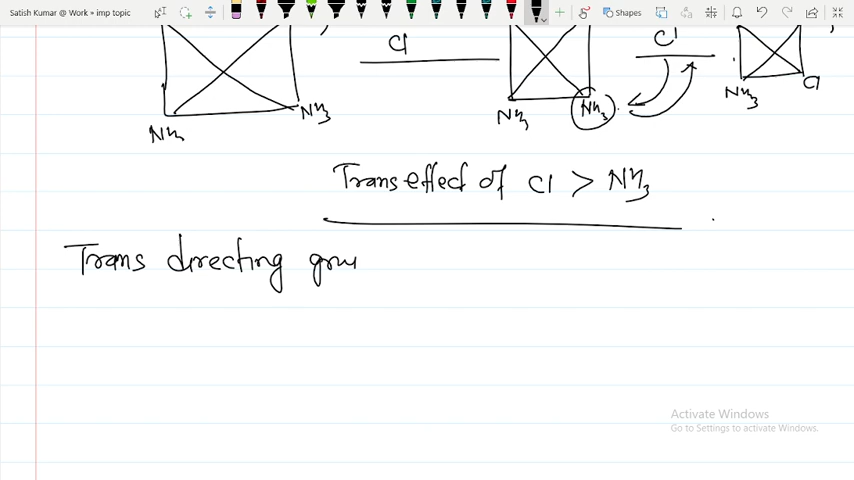 Satish Kumar @ Work » imp topic
Shapes
Cl
Cl
NH3
NH3
NH3
NH3
NH3
Cl
Trans effect of Cl > NH3
Trans directing grou
Activate Windows
Go to Settings to activate Windows.